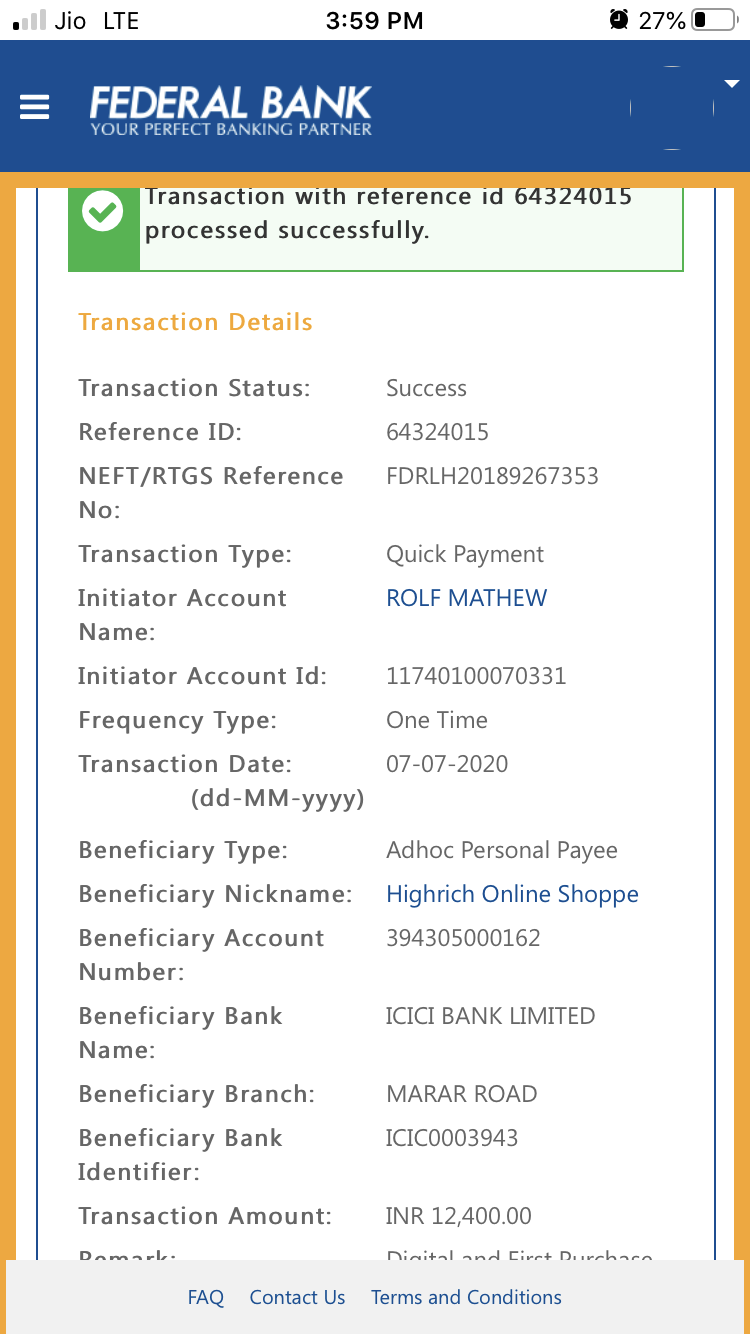 Jio LTE 3:59 PM 27%
FEDERAL BANK
YOUR PERFECT BANKING PARTNER
Transaction with reference id 64324015
processed successfully.
Transaction Details
Transaction Status: Success
Reference ID: 64324015
NEFT/RTGS Reference FDRLH20189267353
No:
Transaction Type: Quick Payment
Initiator Account ROLF MATHEW
Name:
Initiator Account Id: 11740100070331
Frequency Type: One Time
Transaction Date: 07-07-2020
(dd-MM-yyyy)
Beneficiary Type: Adhoc Personal Payee
Beneficiary Nickname: Highrich Online Shoppe
Beneficiary Account 394305000162
Number:
Beneficiary Bank ICICI BANK LIMITED
Name:
Beneficiary Branch: MARAR ROAD
Beneficiary Bank ICIC0003943
Identifier:
Transaction Amount: INR 12,400.00
Remark: Digital and First Purchase
FAQ Contact Us Terms and Conditions